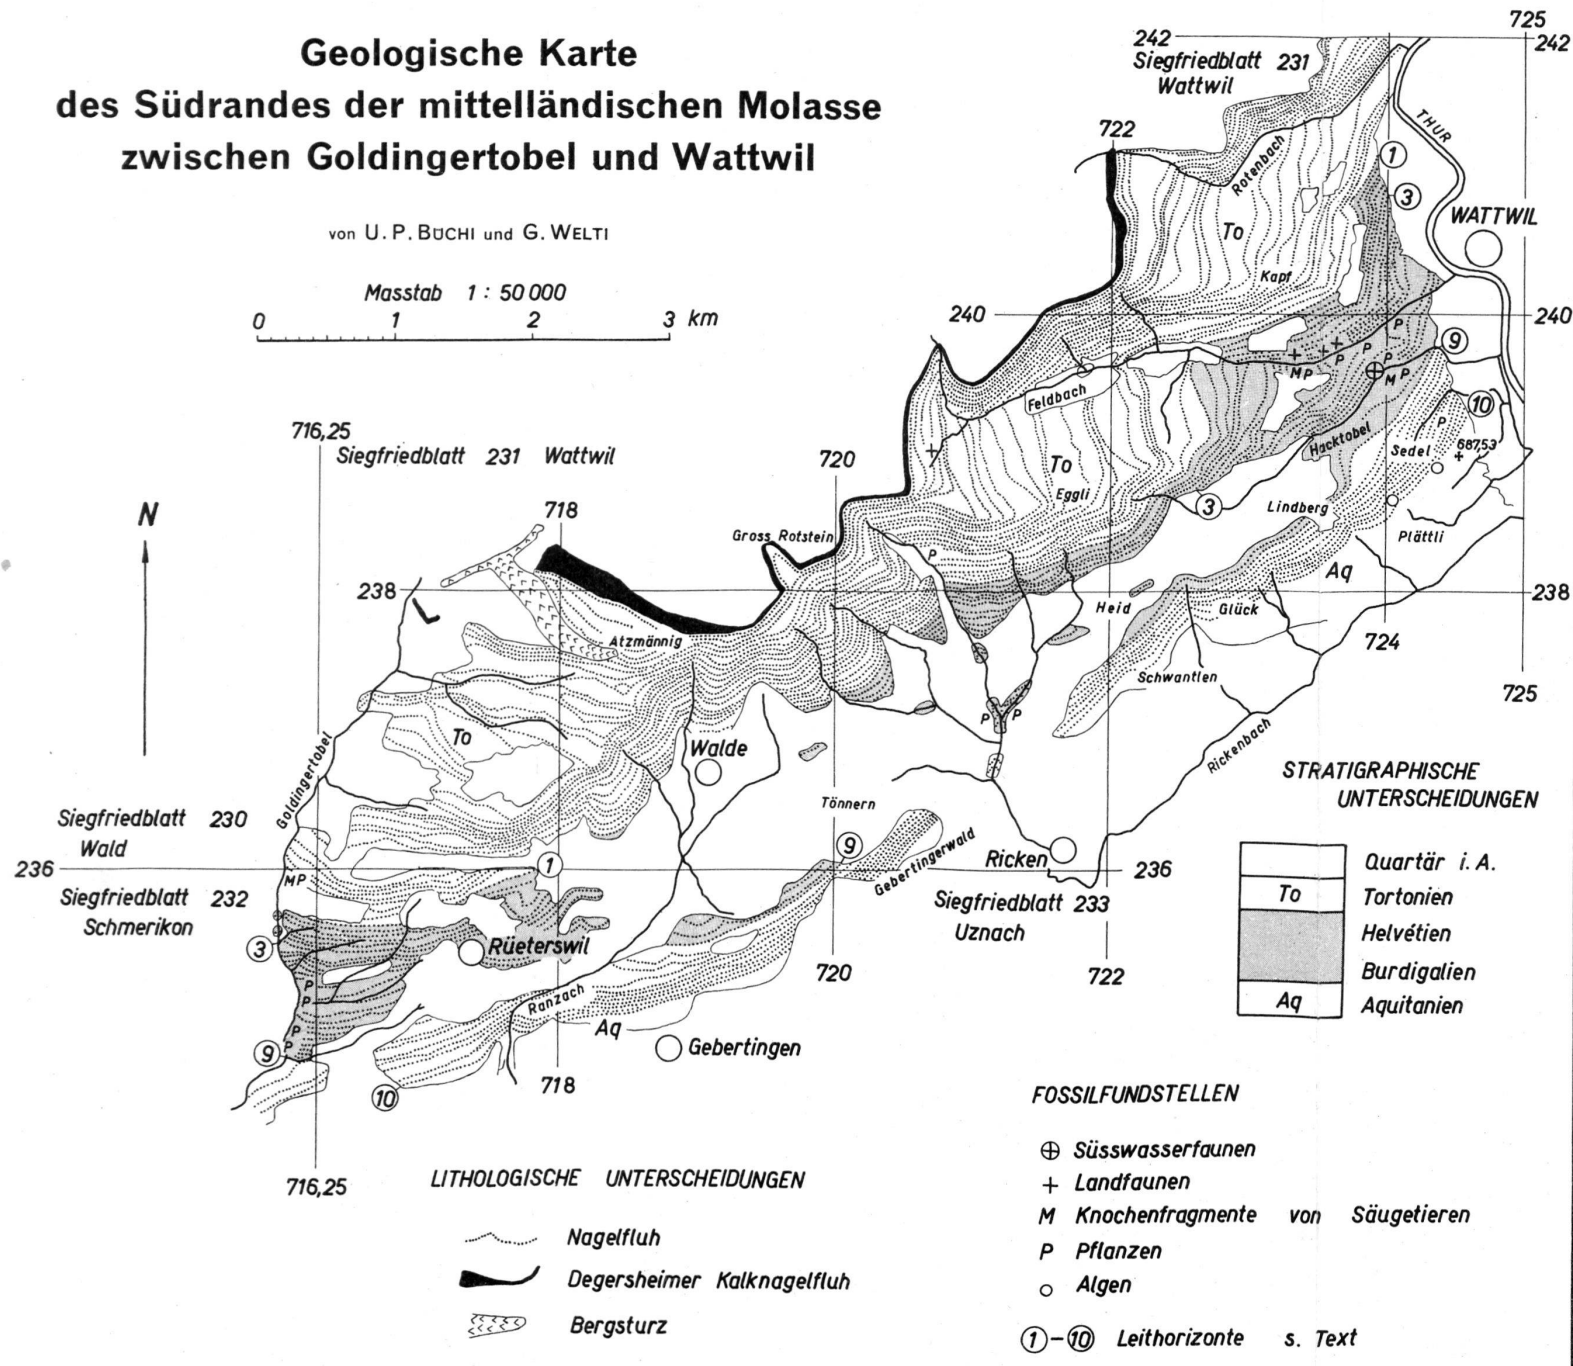 Geologische Karte
des Südrandes der mittelländischen Molasse
zwischen Goldingertobel und Wattwil
von U. P. BÜCHI und G. WELTI
Masstab 1 : 50 000
0 1 2 3 km
725
242 242
Siegfriedblatt 231
Wattwil
722
THUR
Rotenbach
1
3
WATTWIL
To
Kapf
240 240
P
9
P
P
P
M P
M P
Feldbach
10
P
Hacktobel
Sedel
687,53
716,25
Siegfriedblatt 231 Wattwil
720
To
Eggli
3
Lindberg
Plättli
N
718
Gross Rotstein
P
Aq
238 238
Heid
Glück
724
Atzmännig
Schwantlen
725
P P
To
Walde
Rickenbach
Goldingertobel
Tönnern
STRATIGRAPHISCHE
UNTERSCHEIDUNGEN
Siegfriedblatt 230
Wald
9
Gebertingerwald
Ricken
236 236
1
MP
Quartär i. A.
To Tortonien
Helvétien
Burdigalien
Aq Aquitanien
Siegfriedblatt 232
Schmerikon
Siegfriedblatt 233
Uznach
3
Rüeterswil
720
722
P
P
Ranzach
P
P
9
Aq
Gebertingen
718
10
716,25
FOSSILFUNDSTELLEN
Süsswasserfaunen
+ Landfaunen
M Knochenfragmente von Säugetieren
P Pflanzen
Algen
1 - 10 Leithorizonte s. Text
LITHOLOGISCHE UNTERSCHEIDUNGEN
Nagelfluh
Degersheimer Kalknagelfluh
Bergsturz